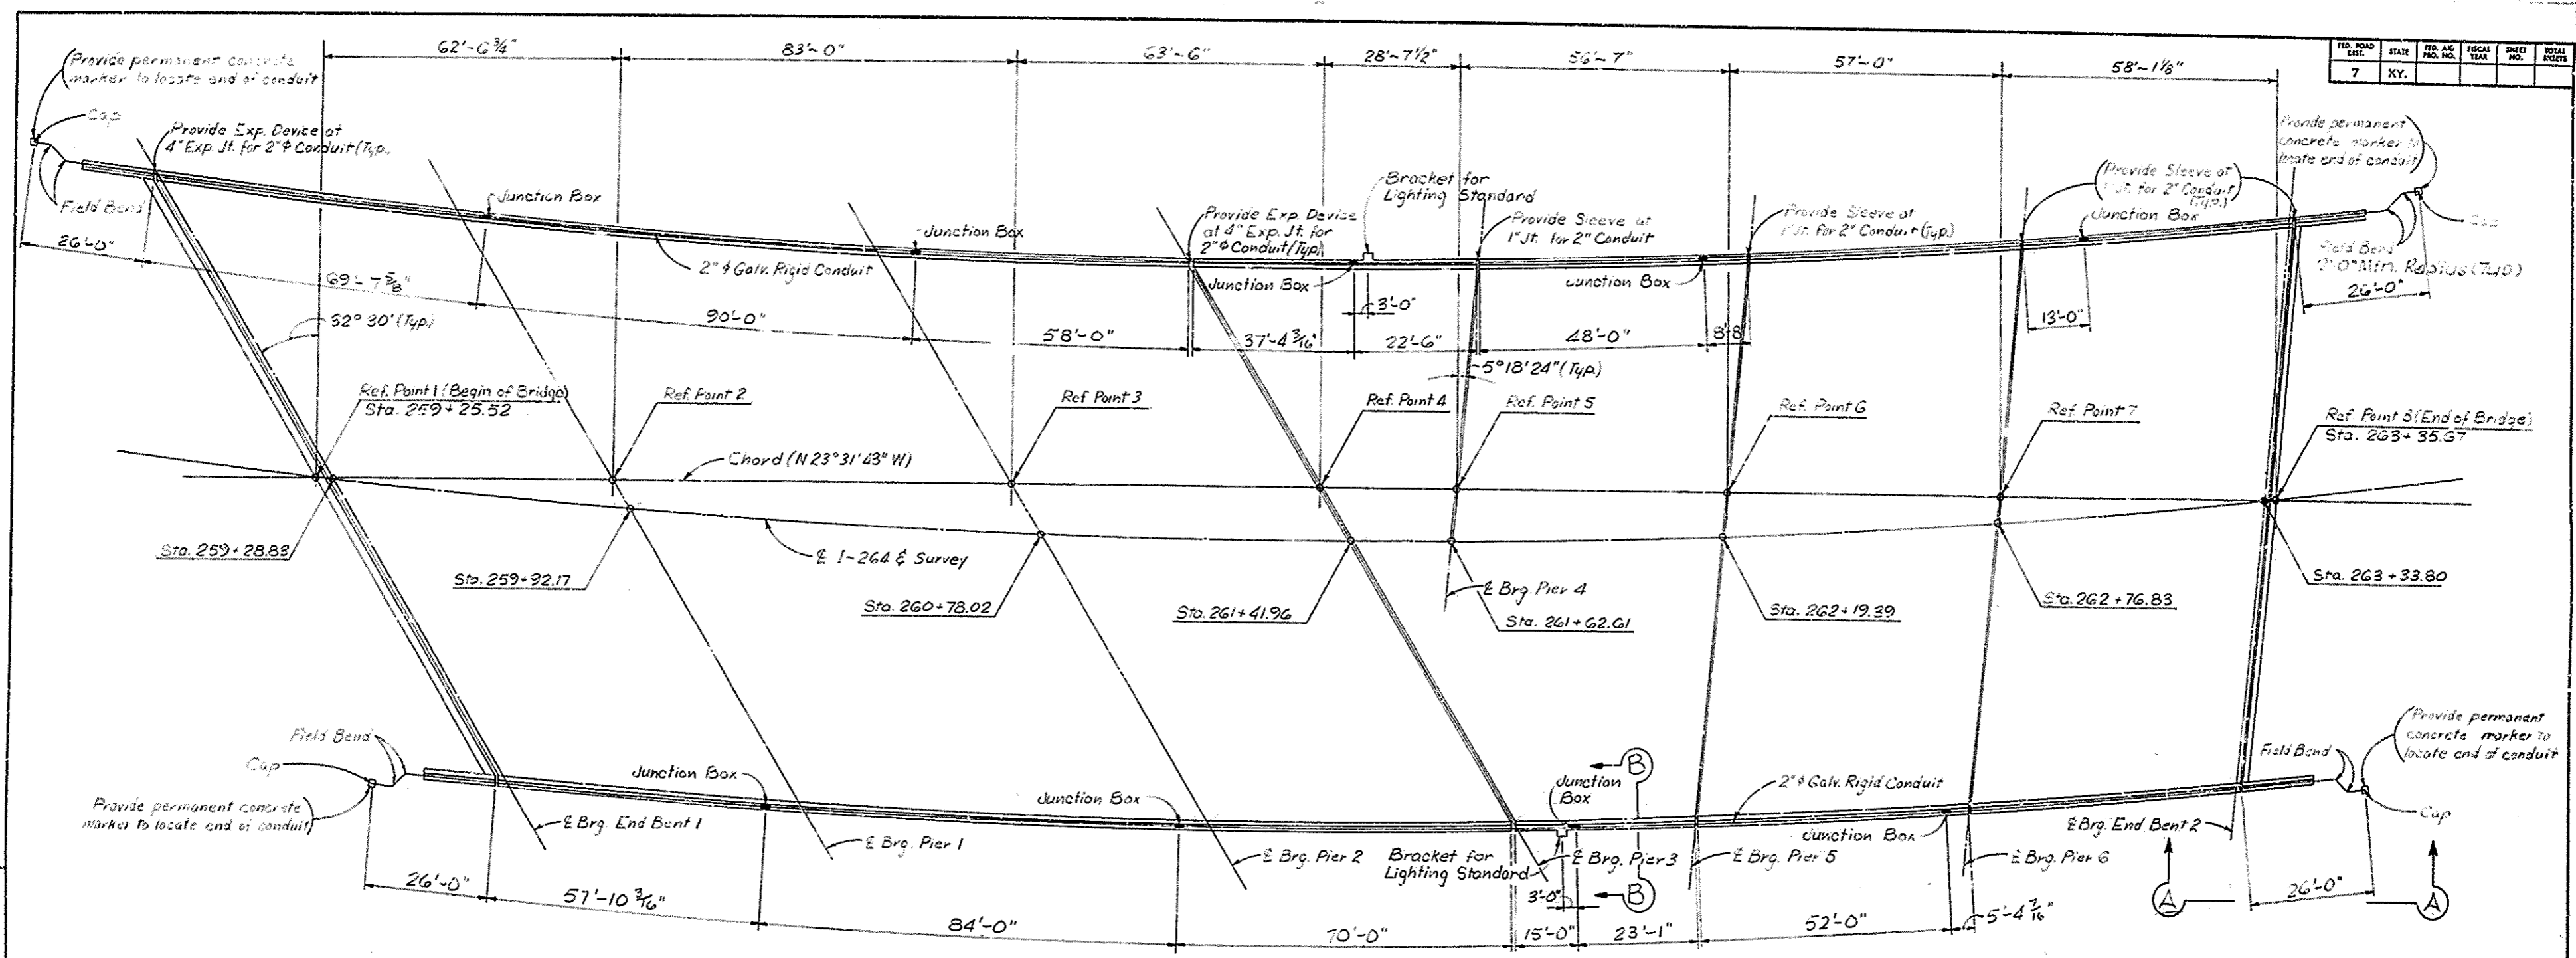 62'-6 3/4"
83'-0"
63'-6"
28'-7 1/2"
56'-7"
57'-0"
58'-1 1/8"
FED. ROAD DIST. STATE FED. AID PRO. NO. FISCAL YEAR SHEET NO. TOTAL SHEETS
7 KY.
Provide permanent concrete
marker to locate end of conduit
Cap
Provide Exp. Device at
4" Exp. Jt. for 2"φ Conduit (Typ.
Field Bend
26'-0"
Junction Box
2"φ Galv. Rigid Conduit
Junction Box
Provide Exp. Device
at 4" Exp. Jt. for
2"φ Conduit (Typ)
Bracket for
Lighting Standard
Junction Box
Provide Sleeve at
1" Jt. for 2" Conduit
Junction Box
Provide Sleeve at
1" Jt. for 2" Conduit (Typ.)
Provide Sleeve at
1" Jt. for 2" Conduit
(Typ.)
Junction Box
Provide permanent
concrete marker to
locate end of conduit
Cap
Field Bend
Min. Radius (Typ.)
26'-0"
69'-7 5/8"
52° 30' (Typ.)
90'-0"
58'-0"
37'-4 3/16"
3'-0"
22'-6"
48'-0"
8'-8"
13'-0"
5°18'24" (Typ.)
Ref. Point 1 (Begin of Bridge)
Sta. 259+25.52
Ref. Point 2
Ref. Point 3
Ref. Point 4
Ref. Point 5
Ref. Point 6
Ref. Point 7
Ref. Point 8 (End of Bridge)
Sta. 263+35.67
Chord (N 23°31'43" W)
℄ I-264 & Survey
Sta. 259+28.83
Sta. 259+92.17
Sta. 260+78.02
Sta. 261+41.96
℄ Brg. Pier 4
Sta. 261+62.61
Sta. 262+19.39
Sta. 262+76.83
Sta. 263+33.80
Field Bend
Cap
Provide permanent concrete
marker to locate end of conduit
Junction Box
Junction Box
Junction
Box
B
2"φ Galv. Rigid Conduit
Junction Box
Field Bend
Provide permanent
concrete marker to
locate end of conduit
Cap
℄ Brg. End Bent 1
℄ Brg. Pier 1
℄ Brg. Pier 2
Bracket for
Lighting Standard
℄ Brg. Pier 3
℄ Brg. Pier 5
℄ Brg. Pier 6
℄ Brg. End Bent 2
B
A
A
26'-0"
57'-10 3/16"
84'-0"
70'-0"
3'-0"
15'-0"
23'-1"
52'-0"
5'-4 7/16"
26'-0"